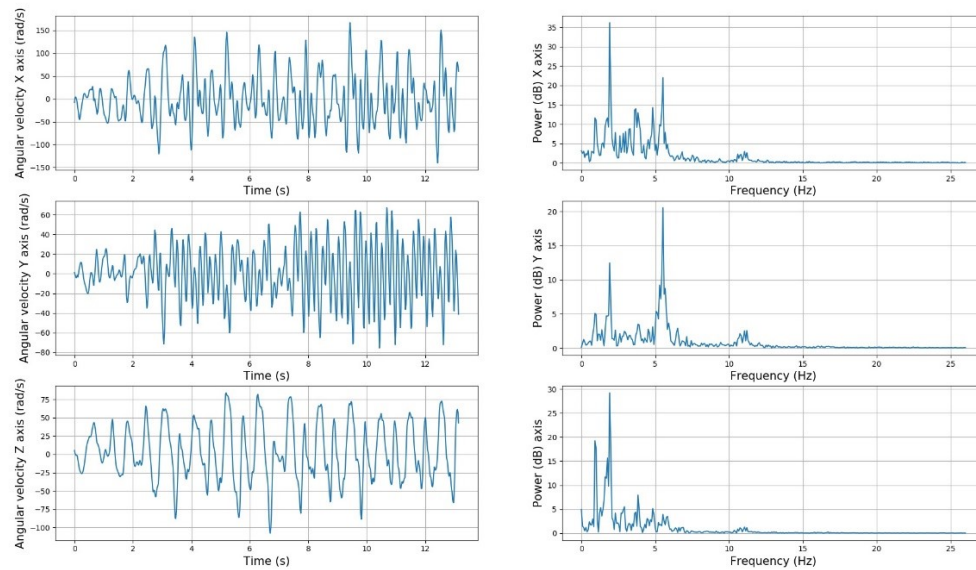 Angular velocity X axis (rad/s)
150
100
50
0
−50
−100
−150
0 2 4 6 8 10 12
Time (s)
Power (dB) X axis
35
30
25
20
15
10
5
0
0 5 10 15 20 25
Frequency (Hz)
Angular velocity Y axis (rad/s)
60
40
20
0
−20
−40
−60
−80
0 2 4 6 8 10 12
Time (s)
Power (dB) Y axis
20
15
10
5
0
0 5 10 15 20 25
Frequency (Hz)
Angular velocity Z axis (rad/s)
75
50
25
0
−25
−50
−75
−100
0 2 4 6 8 10 12
Time (s)
Power (dB) axis
30
25
20
15
10
5
0
0 5 10 15 20 25
Frequency (Hz)